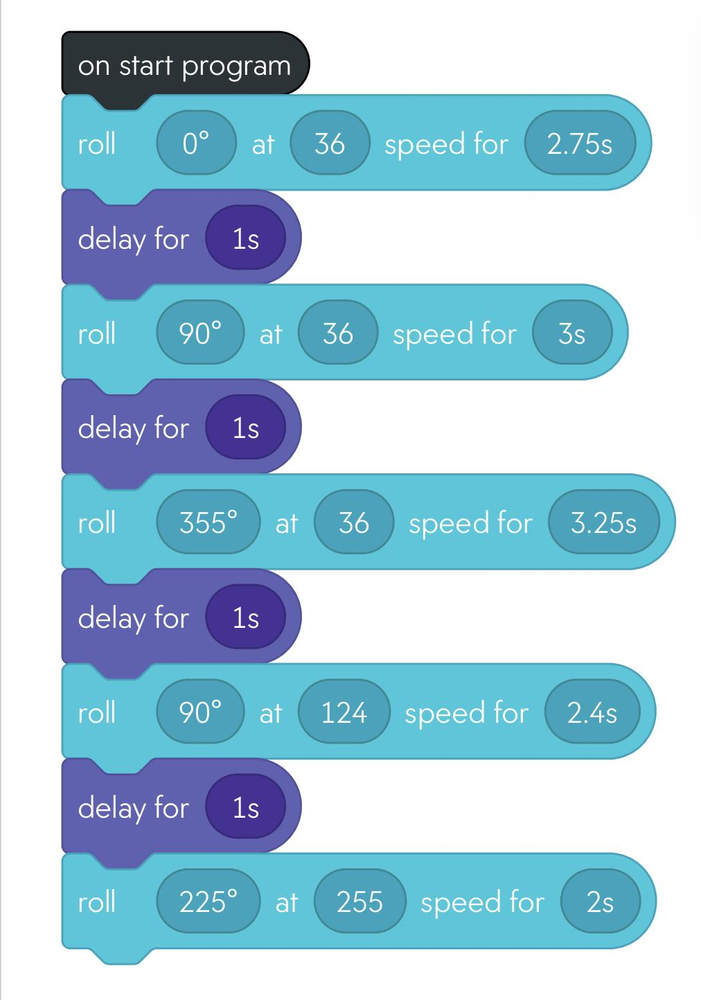 on start program
roll 0° at 36 speed for 2.75s
delay for 1s
roll 90° at 36 speed for 3s
delay for 1s
roll 355° at 36 speed for 3.25s
delay for 1s
roll 90° at 124 speed for 2.4s
delay for 1s
roll 225° at 255 speed for 2s